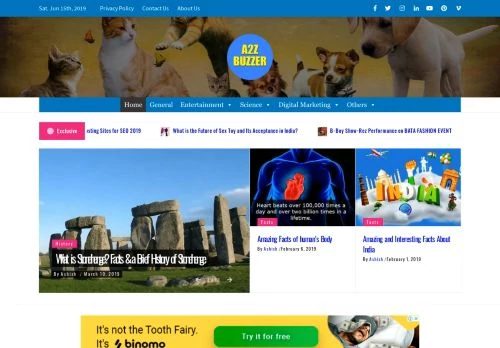 Sat. Jun 15th, 2019 Privacy Policy Contact Us About Us
A2Z
BUZZER
Home General Entertainment Science Digital Marketing Others
Exclusive
sting Sites for SEO 2019
What is the Future of Sex Toy and Its Acceptance in India?
B-Boy Show-Rez Performance on BATA FASHION EVENT
History
What is Stonehenge? Facts & a Brief History of Stonehenge
By Ashish / March 10, 2019
Heart beats over 100,000 times a
day and over two billion times in a
lifetime.
Facts
Amazing Facts of human's Body
By Ashish /February 6, 2019
INDIA
Facts
Amazing and Interesting Facts About
India
By Ashish /february 1, 2019
It's not the Tooth Fairy.
It's binomo
Try it for free